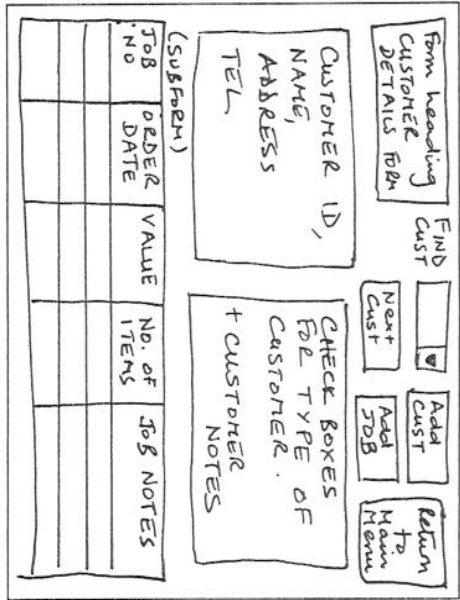 Form heading
CUSTOMER
DETAILS FORM
FIND
CUST
Next
Cust
Add
CUST
Add
JOB
Return
to
Main
Menu
CUSTOMER ID,
NAME,
ADDRESS
TEL
CHECK BOXES
FOR TYPE OF
CUSTOMER.
+ CUSTOMER
NOTES
(SUBFORM)
JOB
NO
ORDER
DATE
VALUE
NO. OF
ITEMS
JOB NOTES